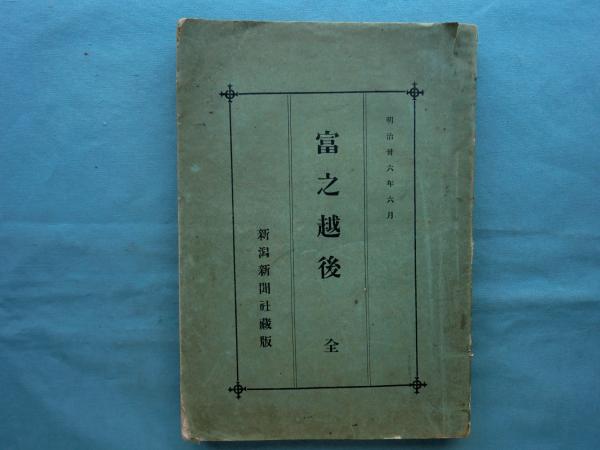 明治廿六年六月
富之越後 全
新潟新聞社藏版